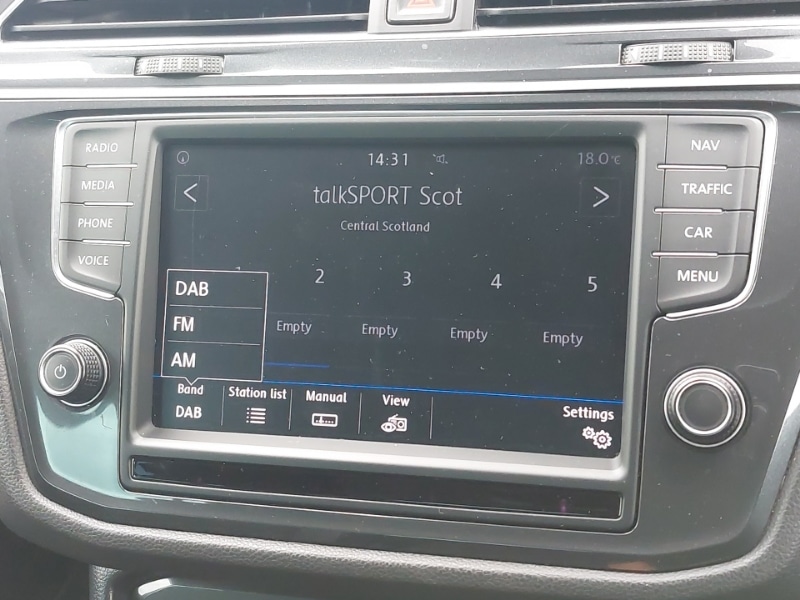 RADIO
MEDIA
PHONE
VOICE
14:31
18.0°C
talkSPORT Scot
Central Scotland
2 3 4 5
Empty Empty Empty Empty
DAB
FM
AM
Band
DAB
Station list
Manual
View
Settings
NAV
TRAFFIC
CAR
MENU